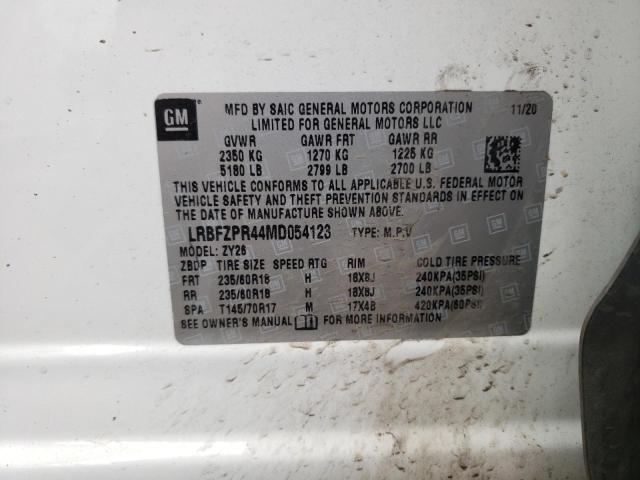 GM
MFD BY SAIC GENERAL MOTORS CORPORATION 11/20
LIMITED FOR GENERAL MOTORS LLC
GVWR GAWR FRT GAWR RR
2350 KG 1270 KG 1225 KG
5180 LB 2799 LB 2700 LB
THIS VEHICLE CONFORMS TO ALL APPLICABLE U.S. FEDERAL MOTOR
VEHICLE SAFETY AND THEFT PREVENTION STANDARDS IN EFFECT ON
THE DATE OF MANUFACTURE SHOWN ABOVE.
LRBFZPR44MD054123 TYPE: M.P.V
MODEL: ZY26
ZBDP TIRE SIZE SPEED RTG RIM COLD TIRE PRESSURE
FRT 235/60R18 H 18X8J 240KPA(35PSI)
RR 235/60R18 H 18X8J 240KPA(35PSI)
SPA T145/70R17 M 17X4B 420KPA(60PSI)
SEE OWNER'S MANUAL FOR MORE INFORMATION